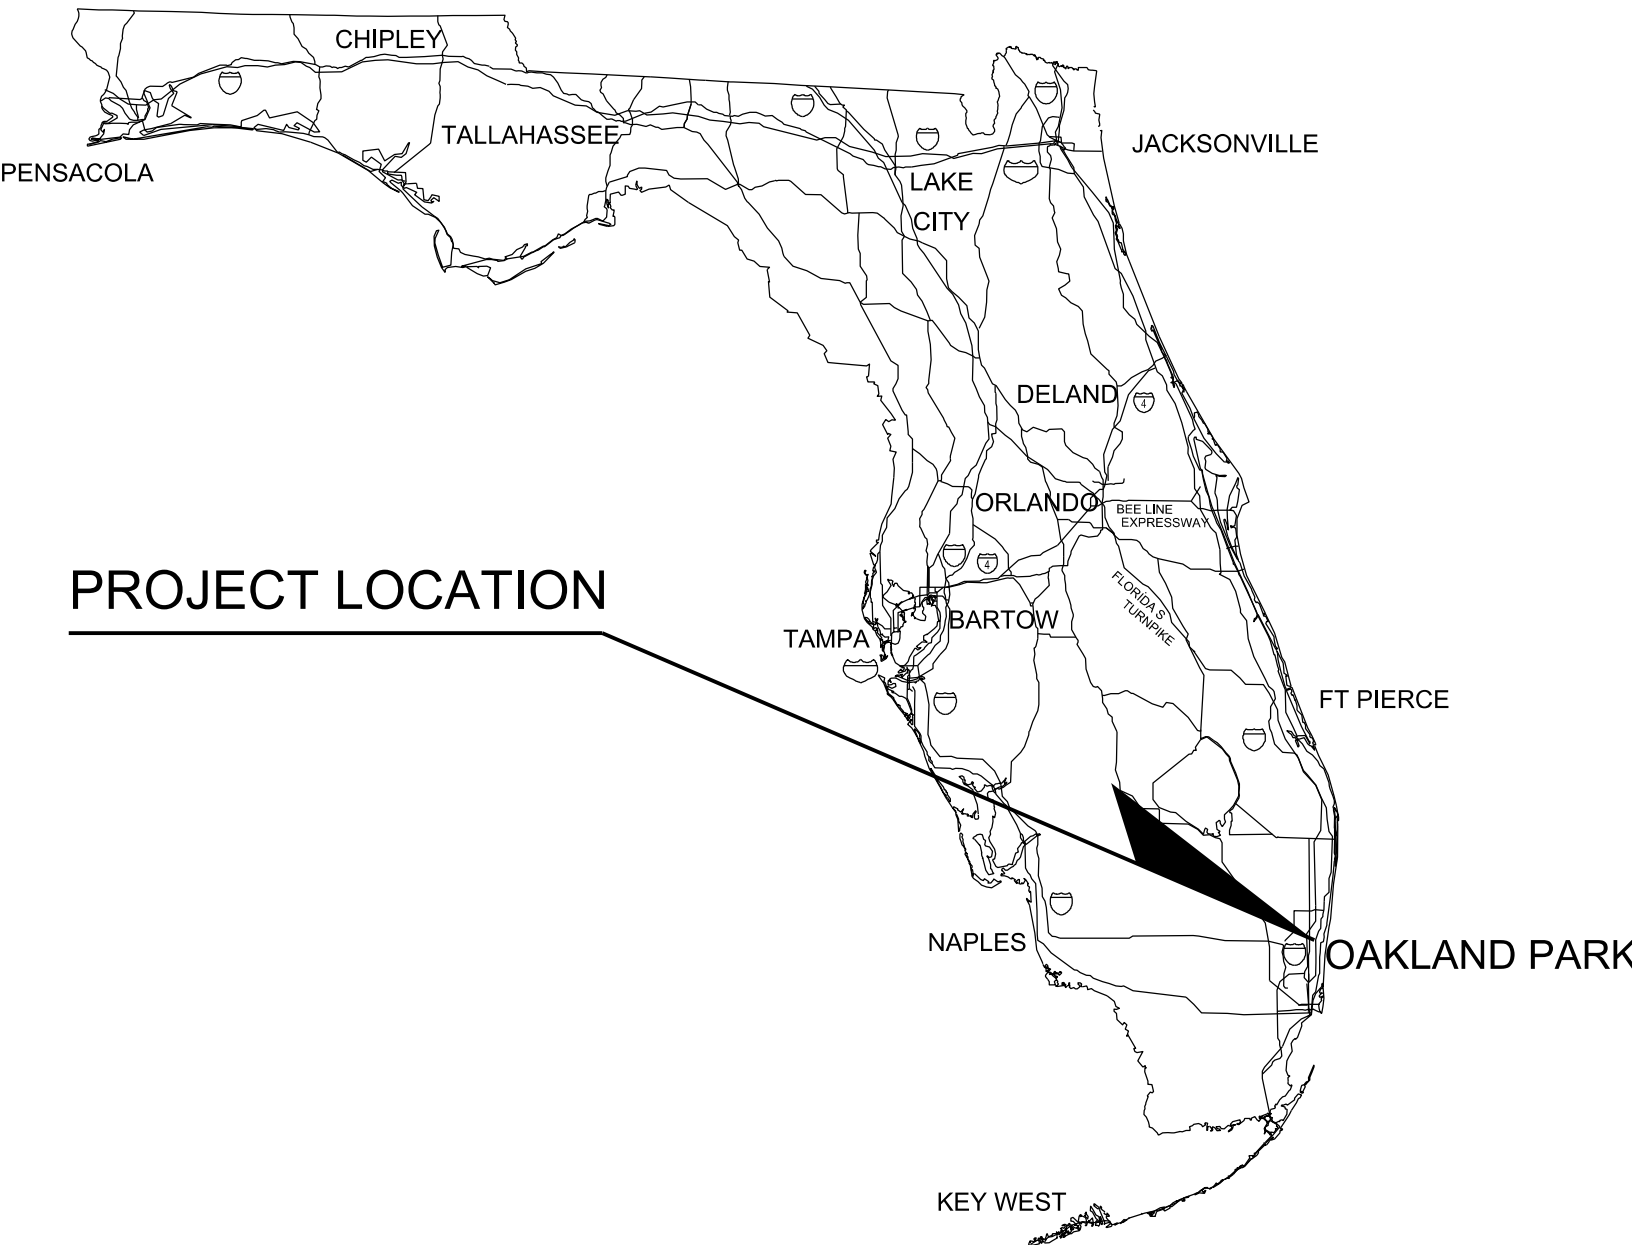 CHIPLEY
TALLAHASSEE
JACKSONVILLE
PENSACOLA
LAKE
CITY
DELAND
4
ORLANDO
BEE LINE
EXPRESSWAY
4
PROJECT LOCATION
FLORIDA'S
TURNPIKE
BARTOW
TAMPA
FT PIERCE
NAPLES
OAKLAND PARK
KEY WEST